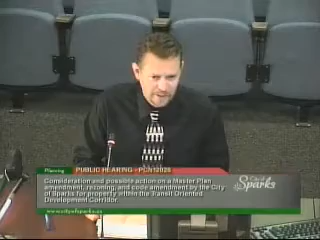 Planning PUBLIC HEARING - PCN12026
Consideration and possible action on a Master Plan
amendment, rezoning, and code amendment by the City
of Sparks for property within the Transit Oriented
Development Corridor.
City of
Sparks
www.cityofsparks.us